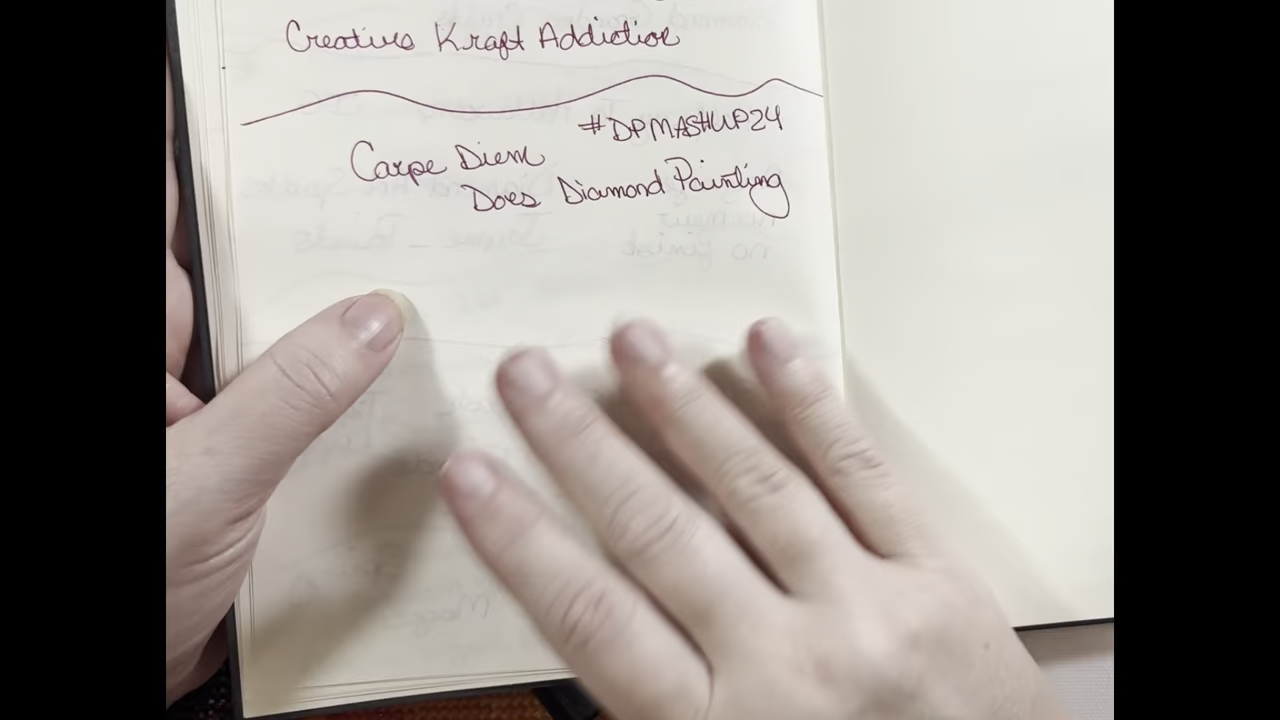 Creative Kraft Addiction
#DPMASHUP24
Carpe Diem
Does Diamond Painting